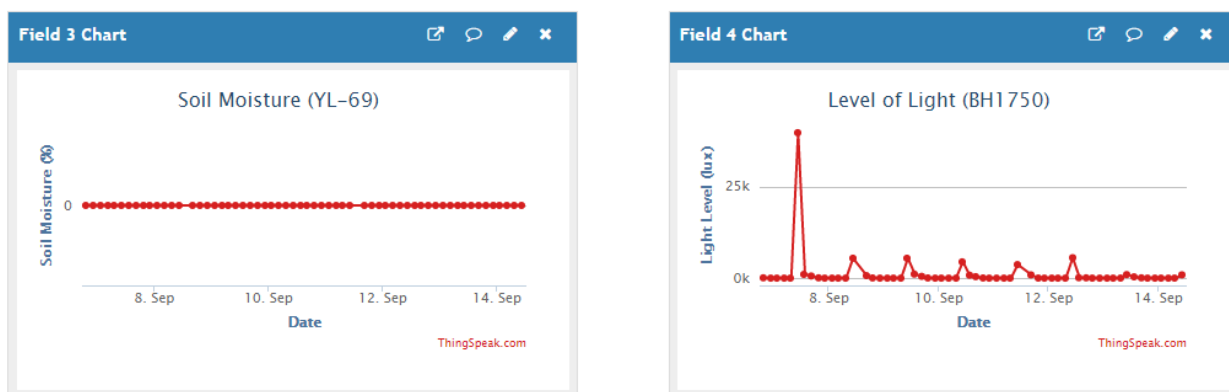 Field 3 Chart
Soil Moisture (YL-69)
Soil Moisture (%)
0
8. Sep 10. Sep 12. Sep 14. Sep
Date
ThingSpeak.com
Field 4 Chart
Level of Light (BH1750)
Light Level (lux)
25k
0k
8. Sep 10. Sep 12. Sep 14. Sep
Date
ThingSpeak.com